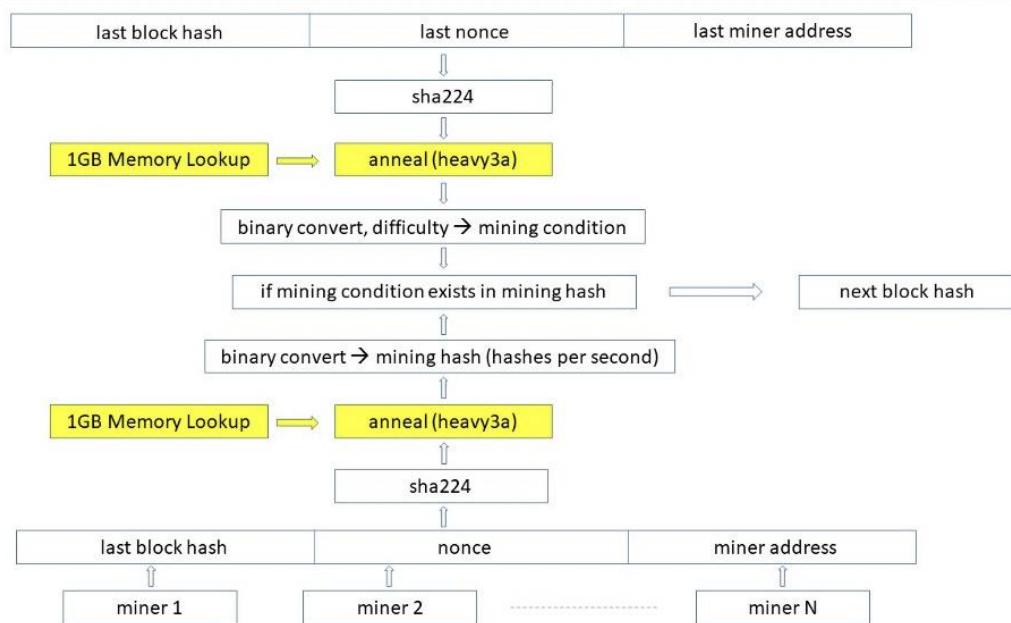 last block hash last nonce last miner address
sha224
1GB Memory Lookup anneal (heavy3a)
binary convert, difficulty → mining condition
if mining condition exists in mining hash next block hash
binary convert → mining hash (hashes per second)
1GB Memory Lookup anneal (heavy3a)
sha224
last block hash nonce miner address
miner 1 miner 2 miner N